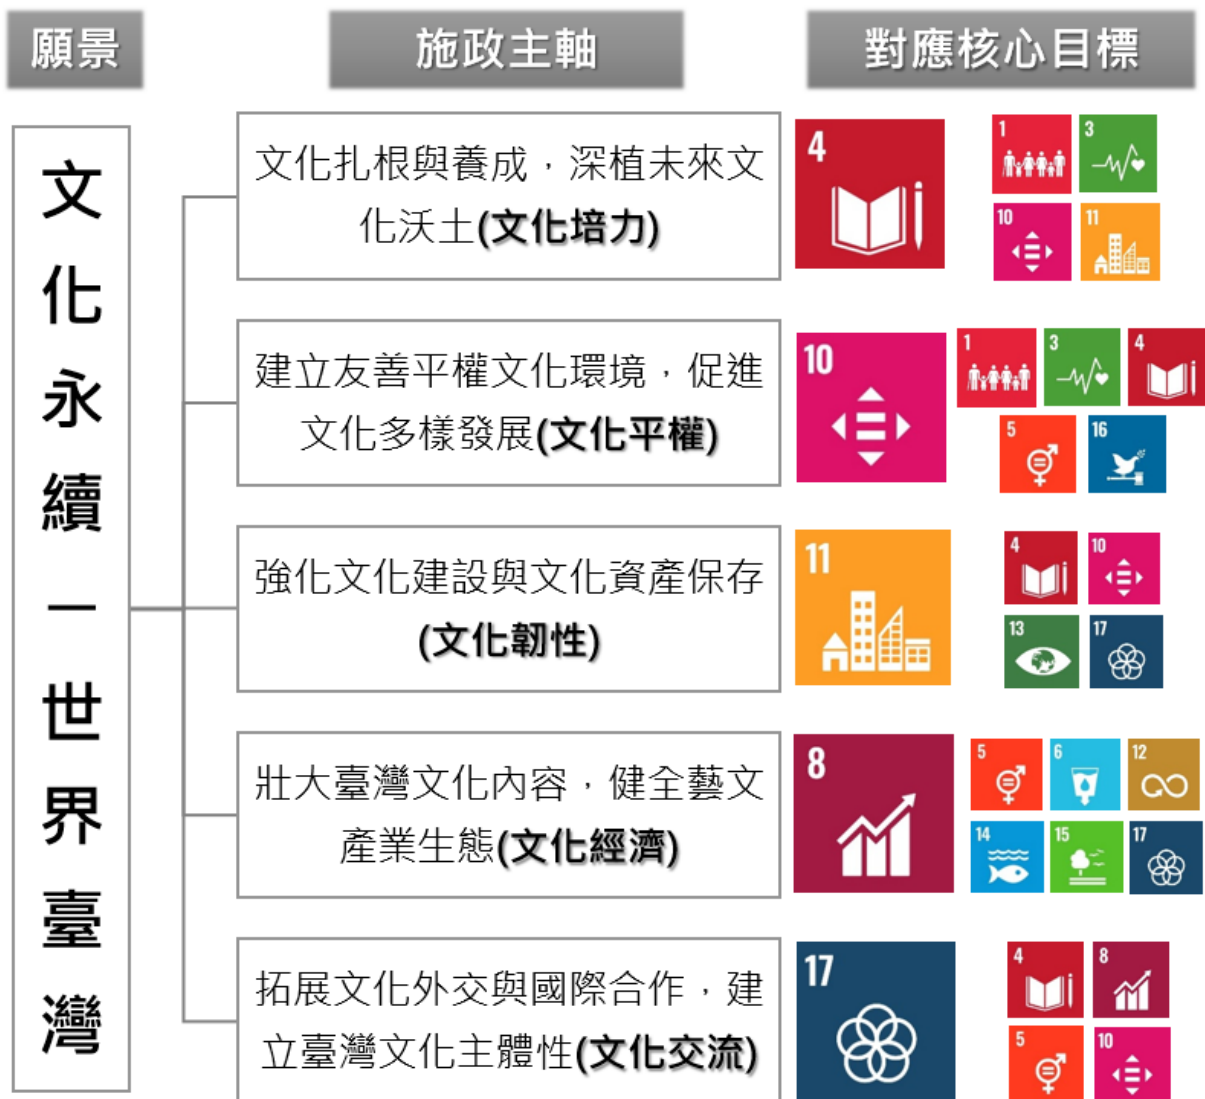 願景
施政主軸
對應核心目標
文化永續－世界臺灣
文化扎根與養成，深植未來文
化沃土(文化培力)
4
1
3
10
11
建立友善平權文化環境，促進
文化多樣發展(文化平權)
10
1
3
4
5
16
強化文化建設與文化資產保存
(文化韌性)
11
4
10
13
17
壯大臺灣文化內容，健全藝文
產業生態(文化經濟)
8
5
6
12
14
15
17
拓展文化外交與國際合作，建
立臺灣文化主體性(文化交流)
17
4
8
5
10